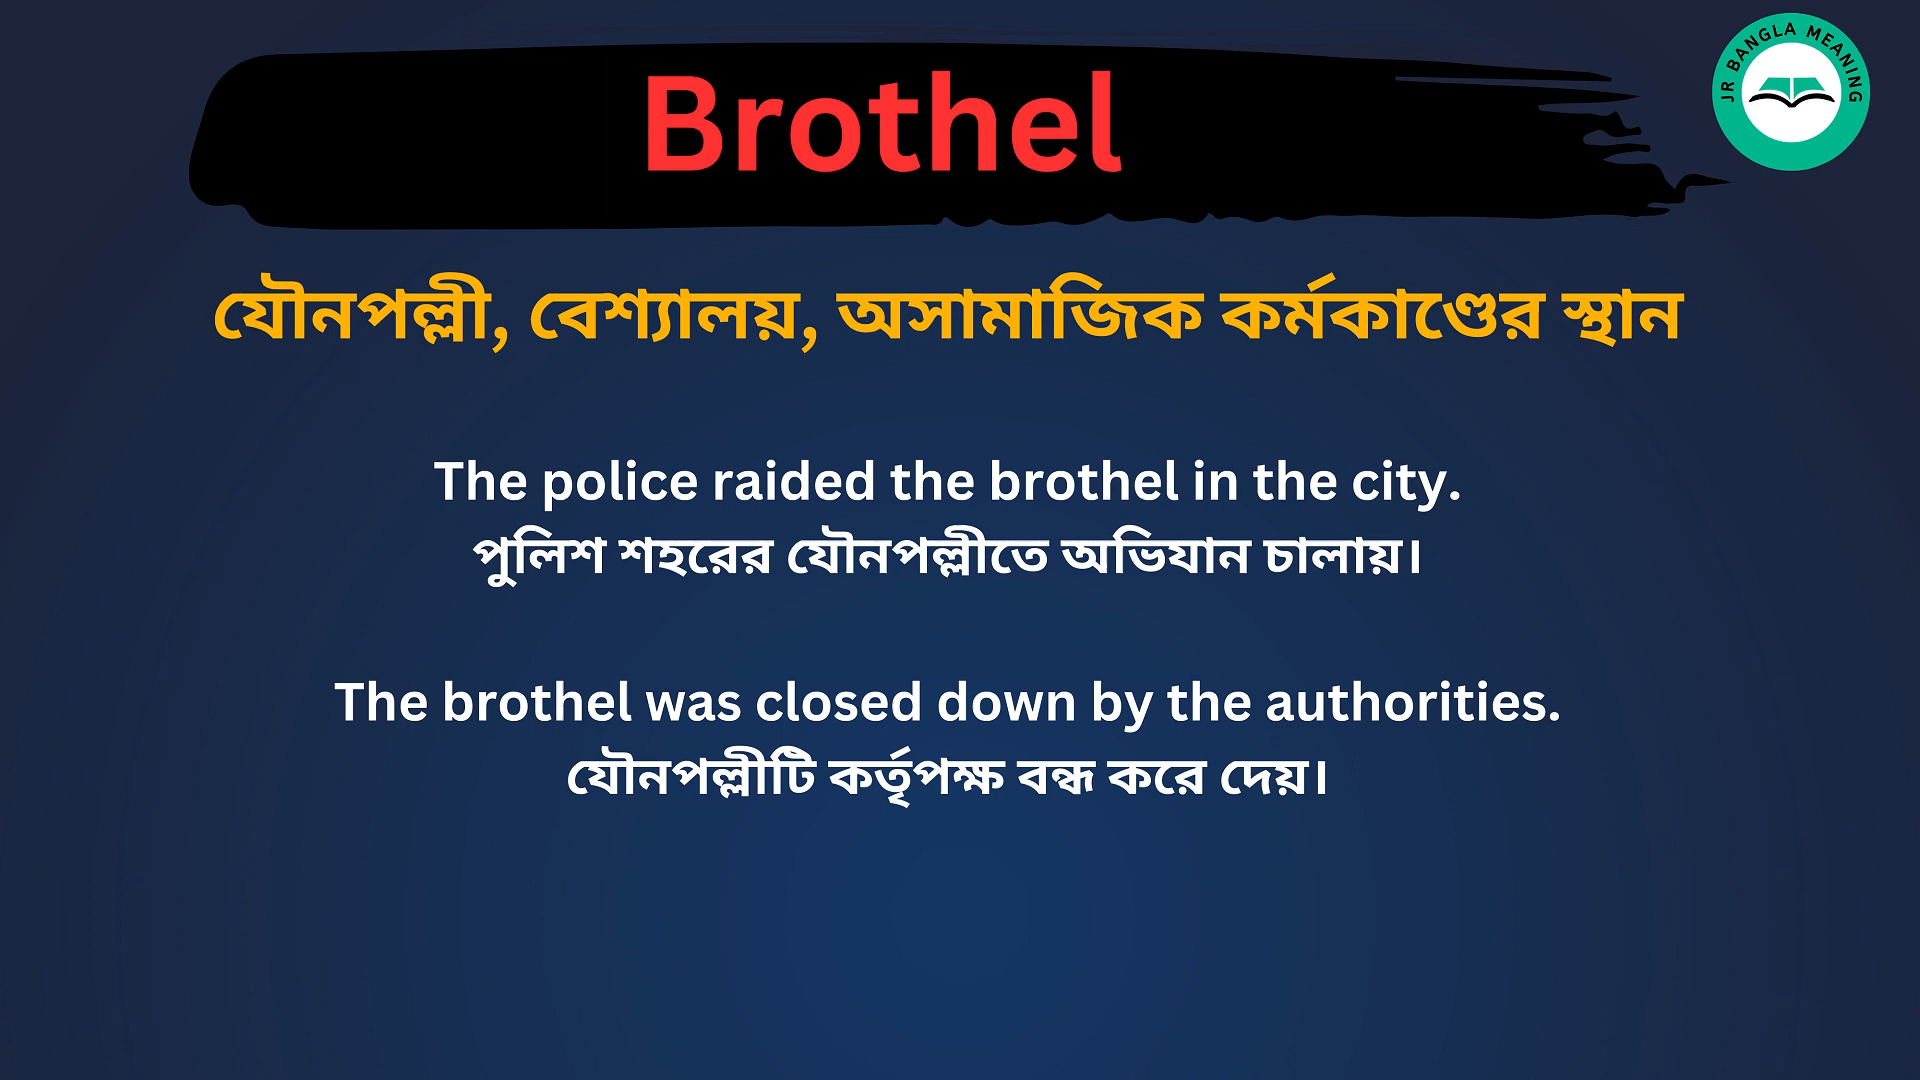 Brothel
JR BANGLA MEANING
যৌনপল্লী, বেশ্যালয়, অসামাজিক কর্মকাণ্ডের স্থান
The police raided the brothel in the city.
পুলিশ শহরের যৌনপল্লীতে অভিযান চালায়।
The brothel was closed down by the authorities.
যৌনপল্লীটি কর্তৃপক্ষ বন্ধ করে দেয়।